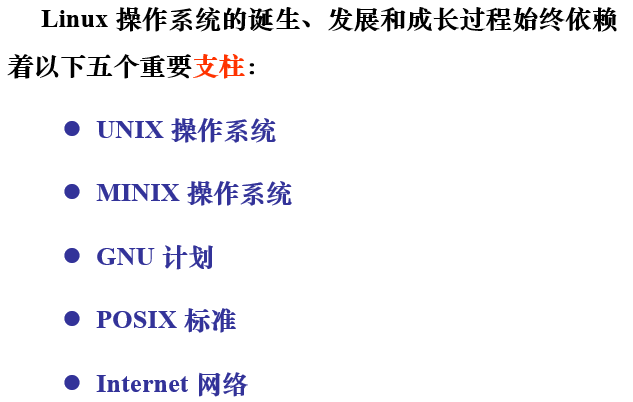 Linux 操作系统的诞生、发展和成长过程始终依赖
着以下五个重要支柱：
● UNIX 操作系统
● MINIX 操作系统
● GNU 计划
● POSIX 标准
● Internet 网络